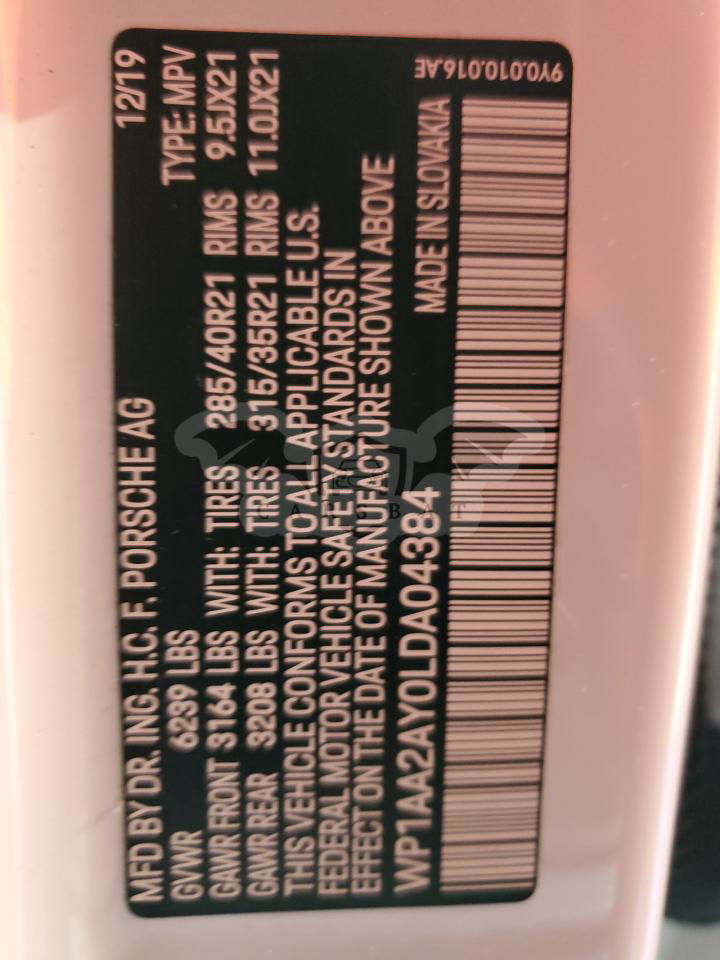 MFD BY DR. ING. H.C. F. PORSCHE AG 12/19
GVWR 6239 LBS TYPE: MPV
GAWR FRONT 3164 LBS WITH: TIRES 285/40R21 RIMS 9.5JX21
GAWR REAR 3208 LBS WITH: TIRES 315/35R21 RIMS 11.0JX21
THIS VEHICLE CONFORMS TO ALL APPLICABLE U.S.
FEDERAL MOTOR VEHICLE SAFETY STANDARDS IN
EFFECT ON THE DATE OF MANUFACTURE SHOWN ABOVE
WP1AA2AY0LDA04384 MADE IN SLOVAKIA
9Y0.010.016.AE
CARSBAT